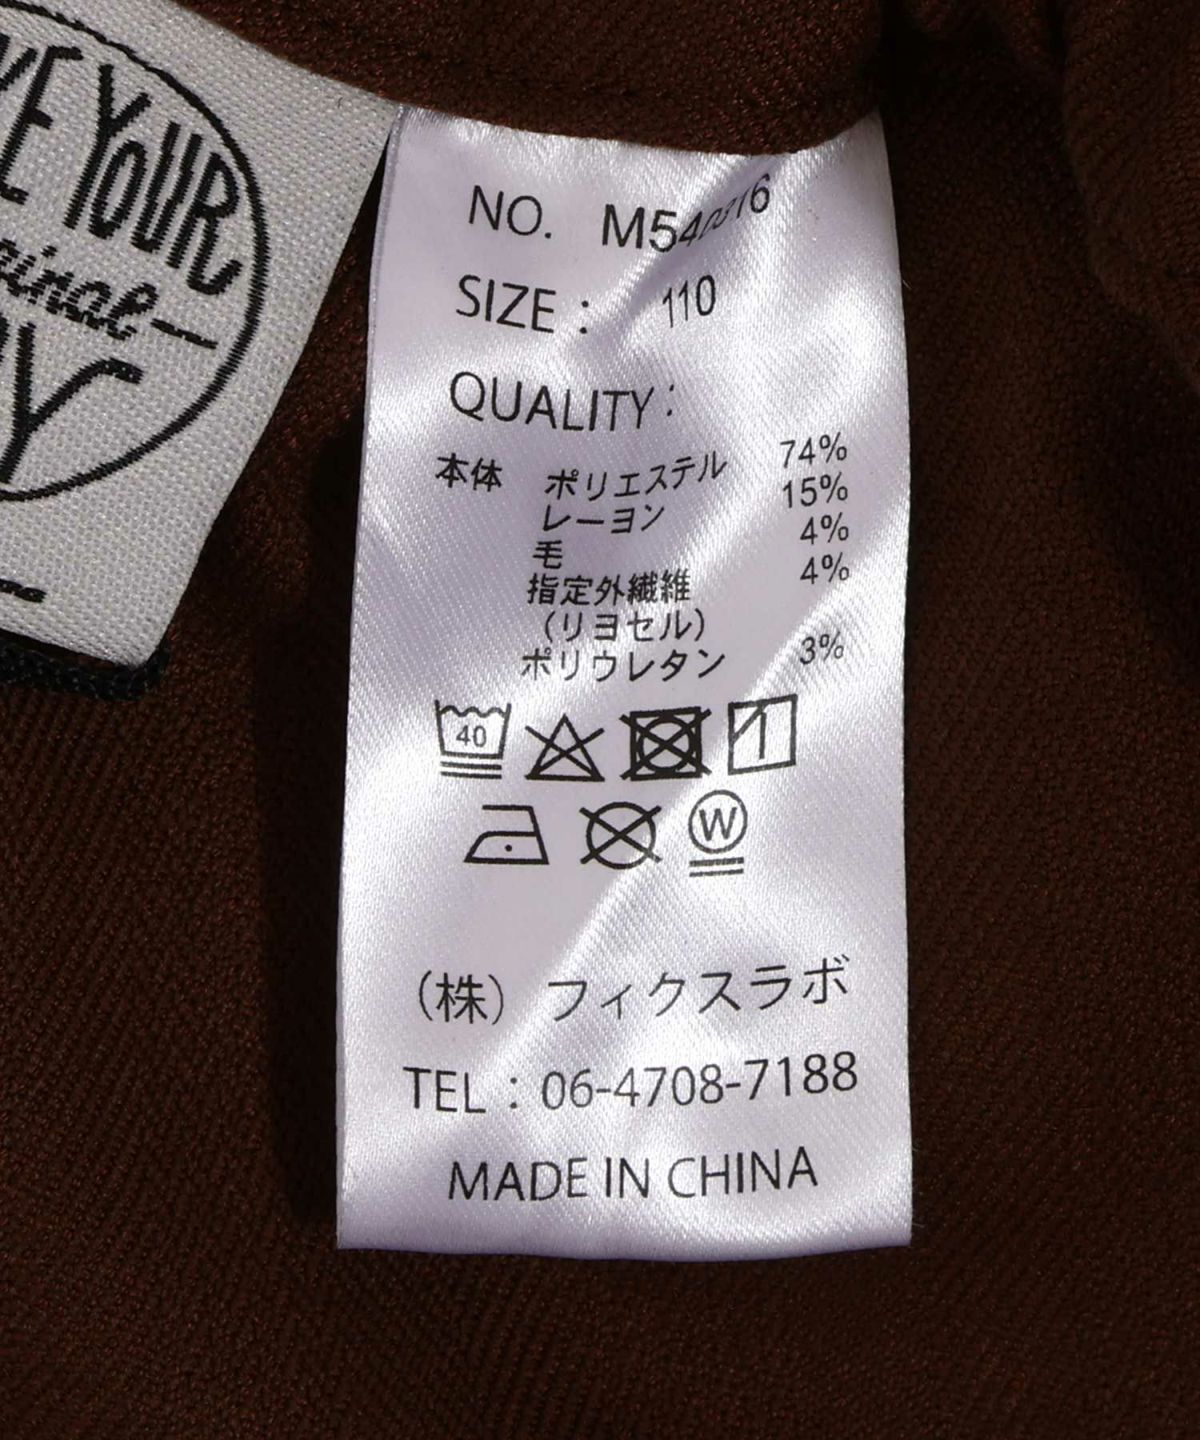 YOUR
NO.
SIZE : 110
QUALITY :
本体 ポリエステル 74%
レーヨン 15%
毛 4%
指定外繊維 4%
(リヨセル)
ポリウレタン 3%
40
W
(株) フィクスラボ
TEL : 06-4708-7188
MADE IN CHINA